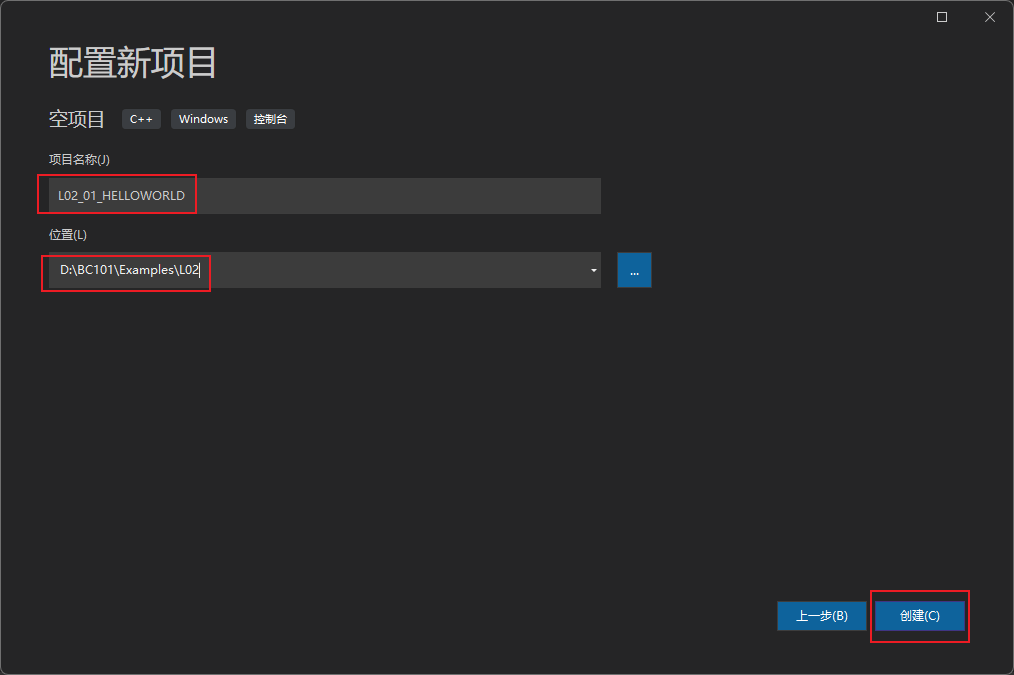 配置新项目
空项目 C++ Windows 控制台
项目名称(J)
L02_01_HELLOWORLD
位置(L)
D:\BC101\Examples\L02
...
上一步(B) 创建(C)